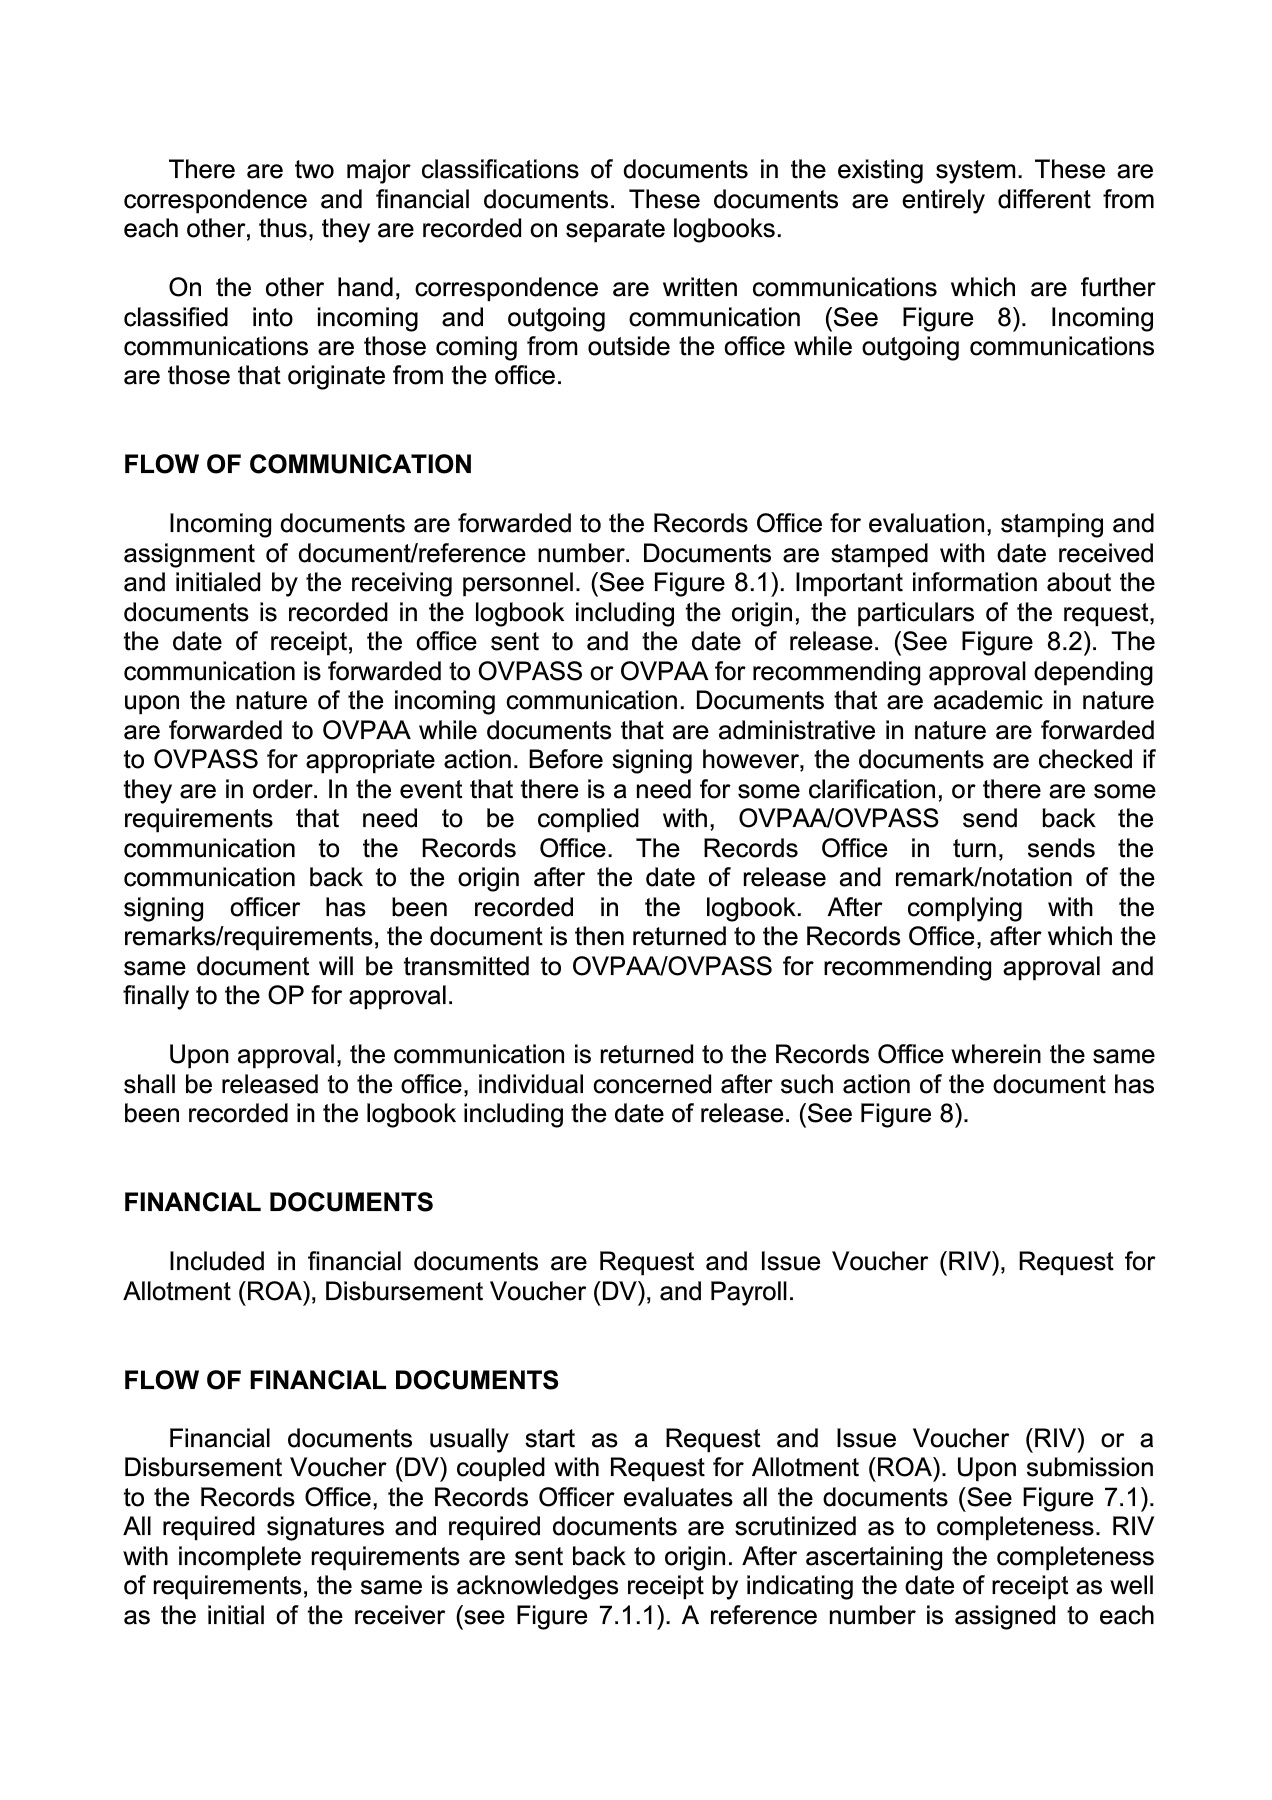 There are two major classifications of documents in the existing system. These are
correspondence and financial documents. These documents are entirely different from
each other, thus, they are recorded on separate logbooks.
On the other hand, correspondence are written communications which are further
classified into incoming and outgoing communication (See Figure 8). Incoming
communications are those coming from outside the office while outgoing communications
are those that originate from the office.
FLOW OF COMMUNICATION
Incoming documents are forwarded to the Records Office for evaluation, stamping and
assignment of document/reference number. Documents are stamped with date received
and initialed by the receiving personnel. (See Figure 8.1). Important information about the
documents is recorded in the logbook including the origin, the particulars of the request,
the date of receipt, the office sent to and the date of release. (See Figure 8.2). The
communication is forwarded to OVPASS or OVPAA for recommending approval depending
upon the nature of the incoming communication. Documents that are academic in nature
are forwarded to OVPAA while documents that are administrative in nature are forwarded
to OVPASS for appropriate action. Before signing however, the documents are checked if
they are in order. In the event that there is a need for some clarification, or there are some
requirements that need to be complied with, OVPAA/OVPASS send back the
communication to the Records Office. The Records Office in turn, sends the
communication back to the origin after the date of release and remark/notation of the
signing officer has been recorded in the logbook. After complying with the
remarks/requirements, the document is then returned to the Records Office, after which the
same document will be transmitted to OVPAA/OVPASS for recommending approval and
finally to the OP for approval.
Upon approval, the communication is returned to the Records Office wherein the same
shall be released to the office, individual concerned after such action of the document has
been recorded in the logbook including the date of release. (See Figure 8).
FINANCIAL DOCUMENTS
Included in financial documents are Request and Issue Voucher (RIV), Request for
Allotment (ROA), Disbursement Voucher (DV), and Payroll.
FLOW OF FINANCIAL DOCUMENTS
Financial documents usually start as a Request and Issue Voucher (RIV) or a
Disbursement Voucher (DV) coupled with Request for Allotment (ROA). Upon submission
to the Records Office, the Records Officer evaluates all the documents (See Figure 7.1).
All required signatures and required documents are scrutinized as to completeness. RIV
with incomplete requirements are sent back to origin. After ascertaining the completeness
of requirements, the same is acknowledges receipt by indicating the date of receipt as well
as the initial of the receiver (see Figure 7.1.1). A reference number is assigned to each